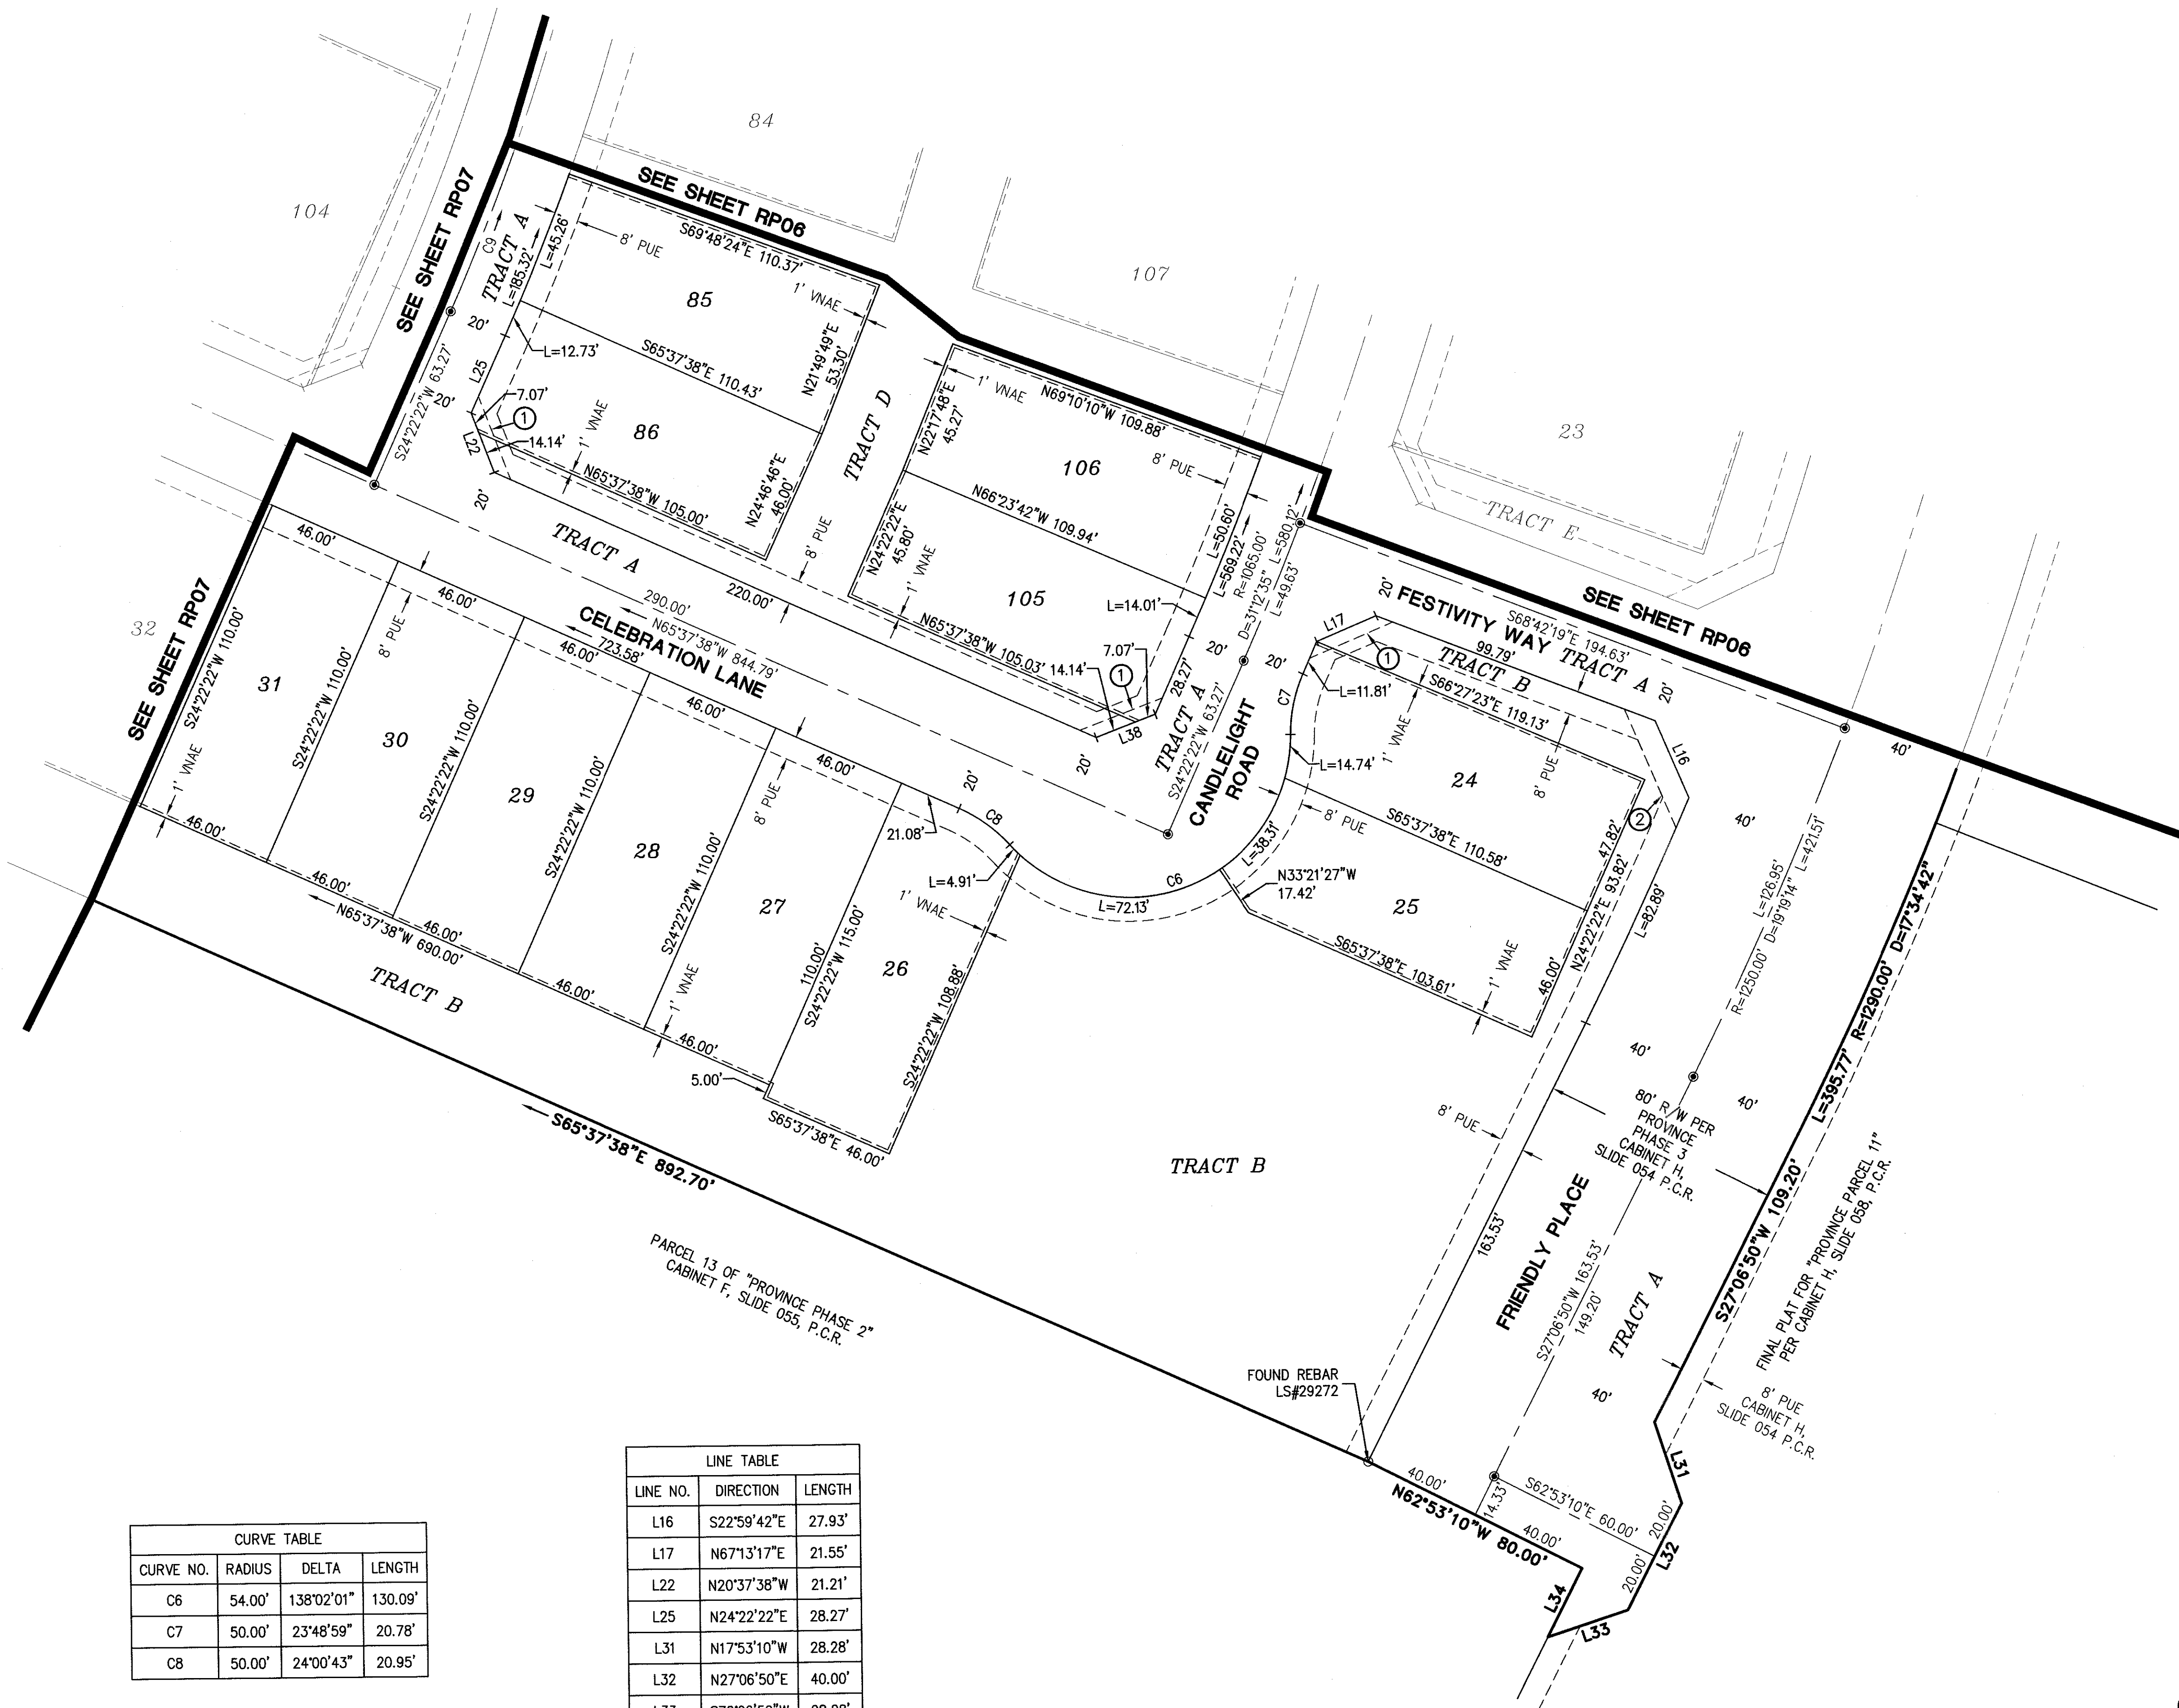 84
104
107
23
32
SEE SHEET RP07
SEE SHEET RP06
C9
TRACT A
L=185.32'
L=45.26'
8' PUE
S69°48'24"E 110.37'
1' VNAE
85
20'
L=12.73'
S65°37'38"E 110.43'
N21°49'49"E
53.30'
L25
S24°22'22"W 63.27'
20'
7.07'
1
14.14'
L22
86
1' VNAE
N65°37'38"W 105.00'
N24°46'46"E
46.00'
20'
TRACT D
8' PUE
1' VNAE
N69°10'10"W 109.88'
N22°17'48"E
45.27'
106
8' PUE
N66°23'42"W 109.94'
N24°22'22"E
45.80'
1' VNAE
105
L=50.60'
L=569.22'
R=1065.00'
D=31°12'35" L=580.12'
L=49.63'
L=14.01'
N65°37'38"W 105.03'
14.14'
7.07'
1
28.27'
20'
20'
L38
TRACT A
S24°22'22"W 63.27'
CANDLELIGHT
ROAD
TRACT E
20'
FESTIVITY WAY TRACT A
S68°42'19"E 194.63'
SEE SHEET RP06
20'
L17
1
99.79'
TRACT B
L16
C7
L=11.81'
S66°27'23"E 119.13'
1' VNAE
L=14.74'
24
8' PUE
2
47.82'
8' PUE
S65°37'38"E 110.58'
L=38.31'
C6
L=72.13'
N33°21'27"W
17.42'
25
S65°37'38"E 103.61'
1' VNAE
46.00'
N24°22'22"E 93.82'
L=82.89'
40'
40'
L=126.95'
R=1250.00' D=19°19'14" L=421.51'
L=395.77' R=1290.00' D=17°34'42"
40'
40'
TRACT A
220.00'
290.00'
N65°37'38"W 844.79'
CELEBRATION LANE
723.58'
46.00'
46.00'
46.00'
46.00'
46.00'
8' PUE
8' PUE
20'
20'
C8
21.08'
L=4.91'
SEE SHEET RP07
S24°22'22"W 110.00'
31
1' VNAE
S24°22'22"W 110.00'
30
S24°22'22"W 110.00'
29
S24°22'22"W 110.00'
28
S24°22'22"W 110.00'
27
1' VNAE
110.00'
S24°22'22"W 115.00'
26
1' VNAE
S24°22'22"W 108.88'
46.00'
46.00'
46.00'
46.00'
46.00'
N65°37'38"W 690.00'
5.00'
S65°37'38"E 46.00'
TRACT B
S65°37'38"E 892.70'
TRACT B
8' PUE
80' R/W PER
PROVINCE
PHASE 3
CABINET H,
SLIDE 054 P.C.R.
163.53'
FRIENDLY PLACE
S27°06'50"W 163.53'
149.20'
TRACT A
S27°06'50"W 109.20'
FINAL PLAT FOR "PROVINCE PARCEL 11"
PER CABINET H, SLIDE 058, P.C.R.
40'
8' PUE
CABINET H,
SLIDE 054 P.C.R.
PARCEL 13 OF "PROVINCE PHASE 2"
CABINET F, SLIDE 055, P.C.R.
FOUND REBAR
LS#29272
L31
40.00'
14.33'
S62°53'10"E 60.00'
20.00'
N62°53'10"W 80.00'
40.00'
20.00'
L32
L34
L33
LINE TABLE
LINE NO. DIRECTION LENGTH
L16 S22°59'42"E 27.93'
L17 N67°13'17"E 21.55'
L22 N20°37'38"W 21.21'
L25 N24°22'22"E 28.27'
L31 N17°53'10"W 28.28'
L32 N27°06'50"E 40.00'
CURVE TABLE
CURVE NO. RADIUS DELTA LENGTH
C6 54.00' 138°02'01" 130.09'
C7 50.00' 23°48'59" 20.78'
C8 50.00' 24°00'43" 20.95'